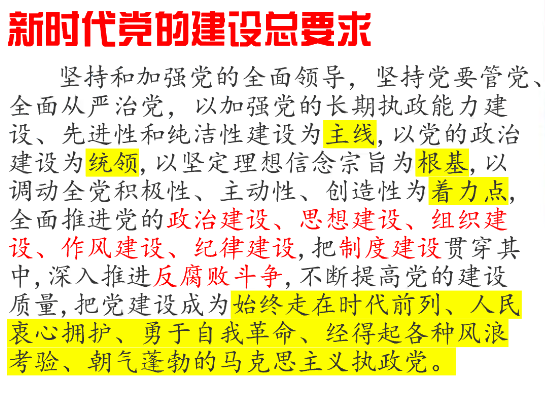 新时代党的建设总要求
坚持和加强党的全面领导，坚持党要管党、
全面从严治党，以加强党的长期执政能力建
设、先进性和纯洁性建设为主线,以党的政治
建设为统领,以坚定理想信念宗旨为根基,以
调动全党积极性、主动性、创造性为着力点,
全面推进党的政治建设、思想建设、组织建
设、作风建设、纪律建设,把制度建设贯穿其
中,深入推进反腐败斗争,不断提高党的建设
质量,把党建设成为始终走在时代前列、人民
衷心拥护、勇于自我革命、经得起各种风浪
考验、朝气蓬勃的马克思主义执政党。